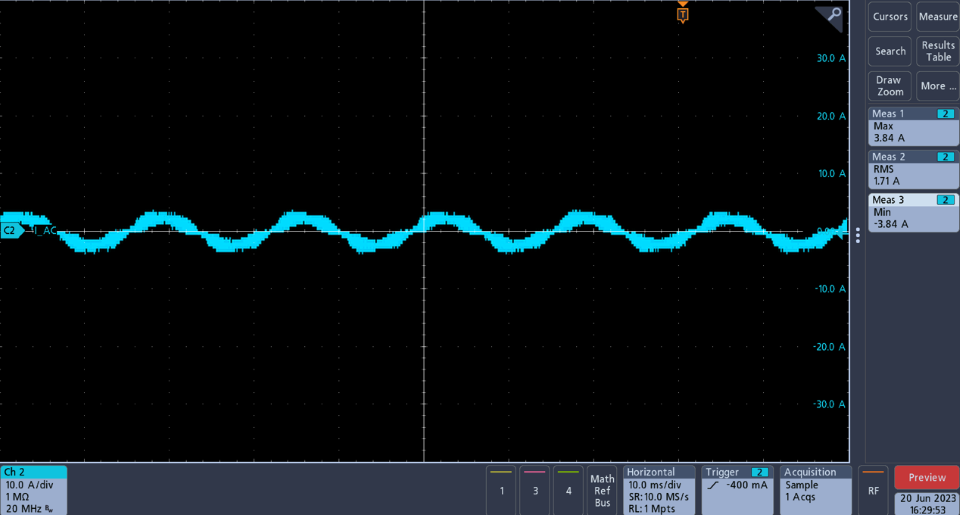 T
30.0 A
20.0 A
10.0 A
C2
I_AC
0.00 A
-10.0 A
-20.0 A
-30.0 A
Cursors
Measure
Search
Results
Table
Draw
Zoom
More ...
Meas 1
2
Max
3.84 A
Meas 2
2
RMS
1.71 A
Meas 3
2
Min
-3.84 A
Ch 2
10.0 A/div
1 MΩ
20 MHz Bw
1
3
4
Math
Ref
Bus
Horizontal
10.0 ms/div
SR: 10.0 MS/s
RL: 1 Mpts
Trigger
2
-400 mA
Acquisition
Sample
1 Acqs
RF
Preview
20 Jun 2023
16:29:53